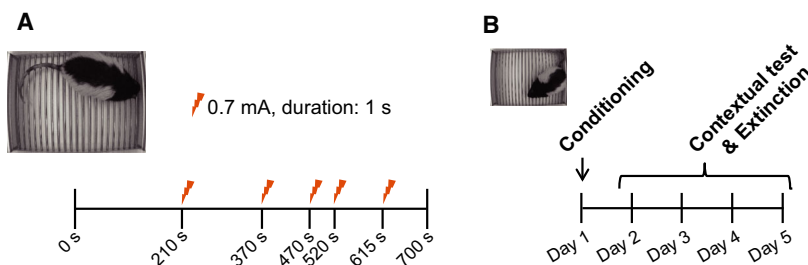 A
0.7 mA, duration: 1 s
0 s
210 s
370 s
470 s
520 s
615 s
700 s
B
Conditioning
Contextual test
& Extinction
Day 1
Day 2
Day 3
Day 4
Day 5